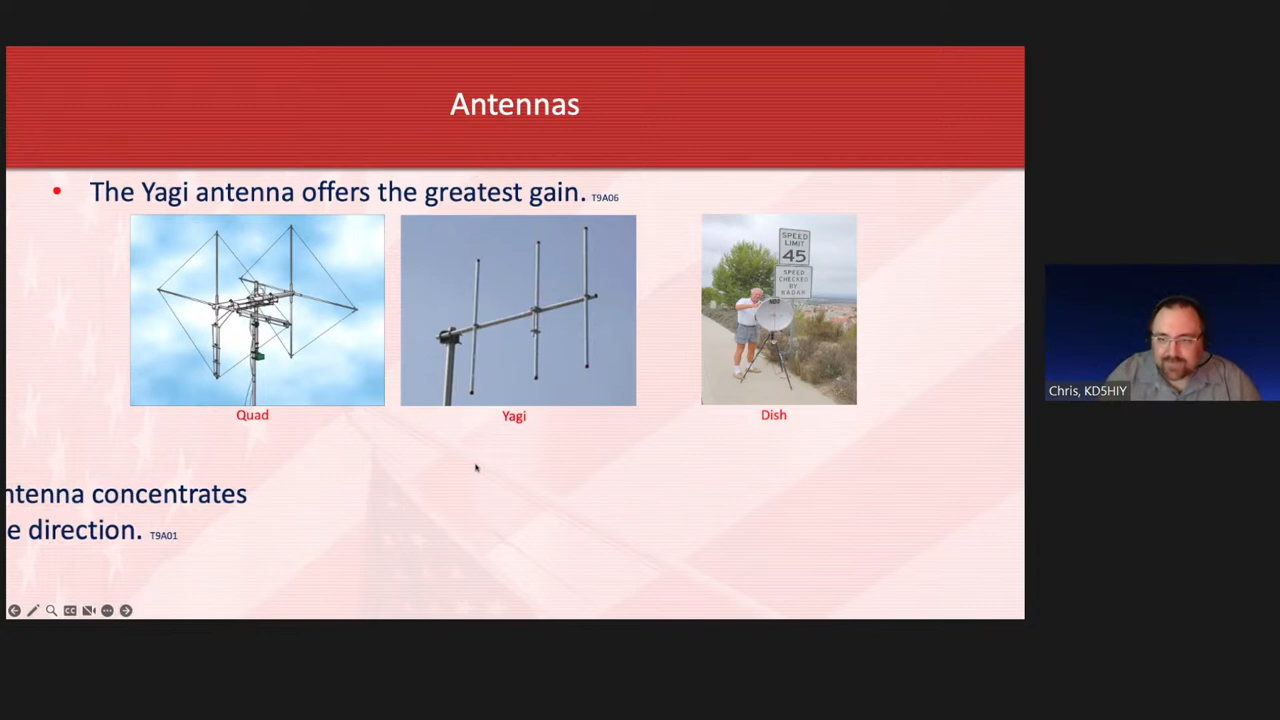 Antennas
• The Yagi antenna offers the greatest gain. T9A06
SPEED
LIMIT
45
SPEED
CHECKED
BY
RADAR
Quad
Yagi
Dish
ntenna concentrates
e direction. T9A01
CC
Chris, KD5HIY